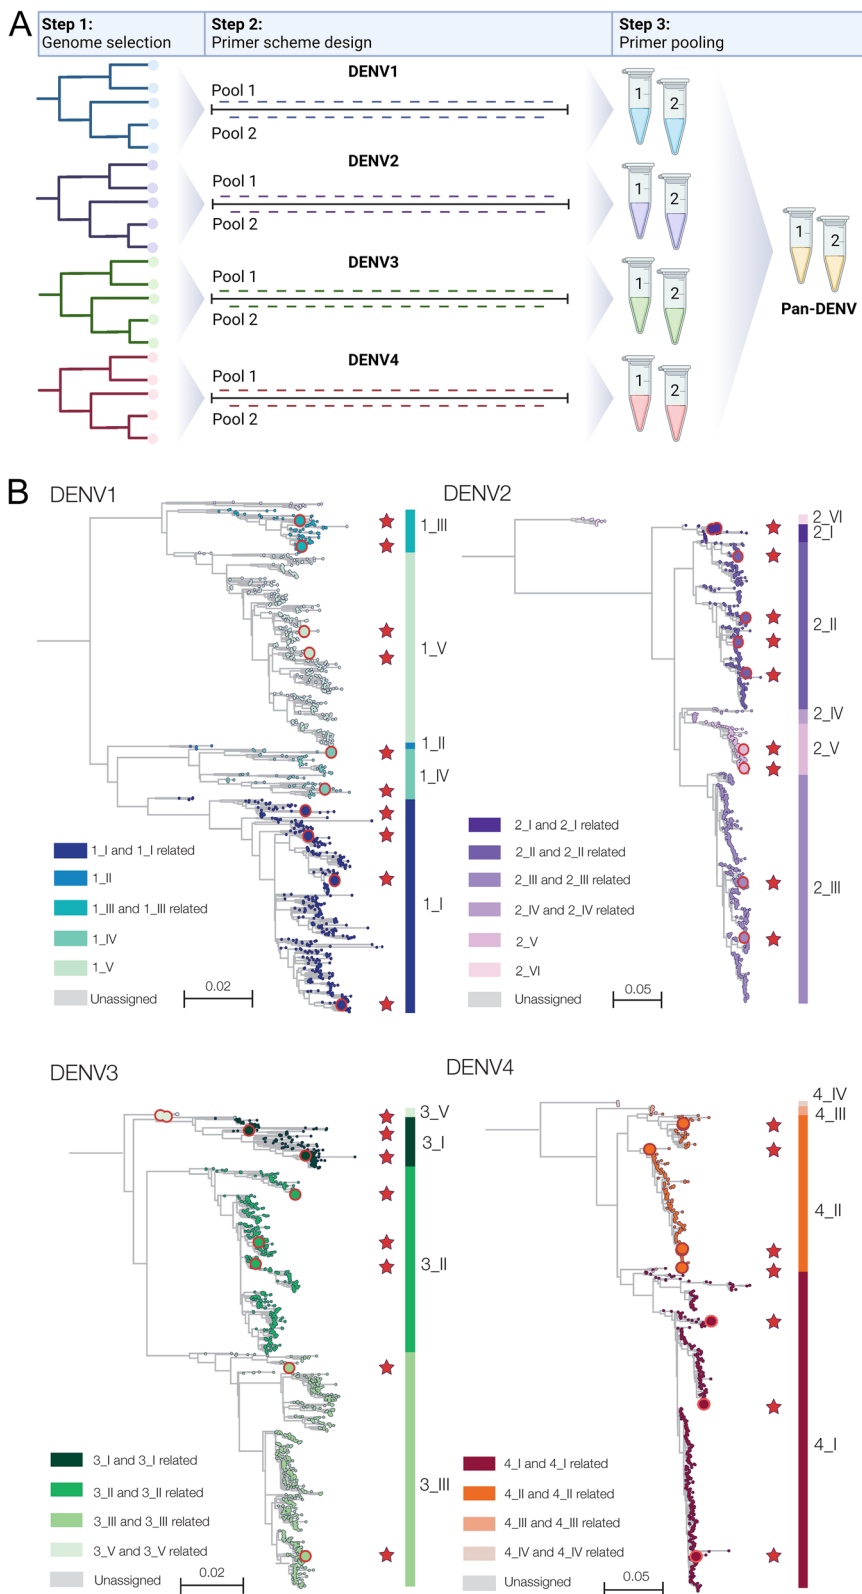 A
Step 1:
Genome selection
Step 2:
Primer scheme design
Step 3:
Primer pooling
DENV1
Pool 1
Pool 2
1
2
DENV2
Pool 1
Pool 2
1
2
DENV3
Pool 1
Pool 2
1
2
DENV4
Pool 1
Pool 2
1
2
1
2
Pan-DENV
B
DENV1
1_III
1_V
1_II
1_IV
1_I
1_I and 1_I related
1_II
1_III and 1_III related
1_IV
1_V
Unassigned
0.02
DENV2
2_VI
2_I
2_II
2_IV
2_V
2_III
2_I and 2_I related
2_II and 2_II related
2_III and 2_III related
2_IV and 2_IV related
2_V
2_VI
Unassigned
0.05
DENV3
3_V
3_I
3_II
3_III
3_I and 3_I related
3_II and 3_II related
3_III and 3_III related
3_V and 3_V related
Unassigned
0.02
DENV4
4_IV
4_III
4_II
4_I
4_I and 4_I related
4_II and 4_II related
4_III and 4_III related
4_IV and 4_IV related
Unassigned
0.05